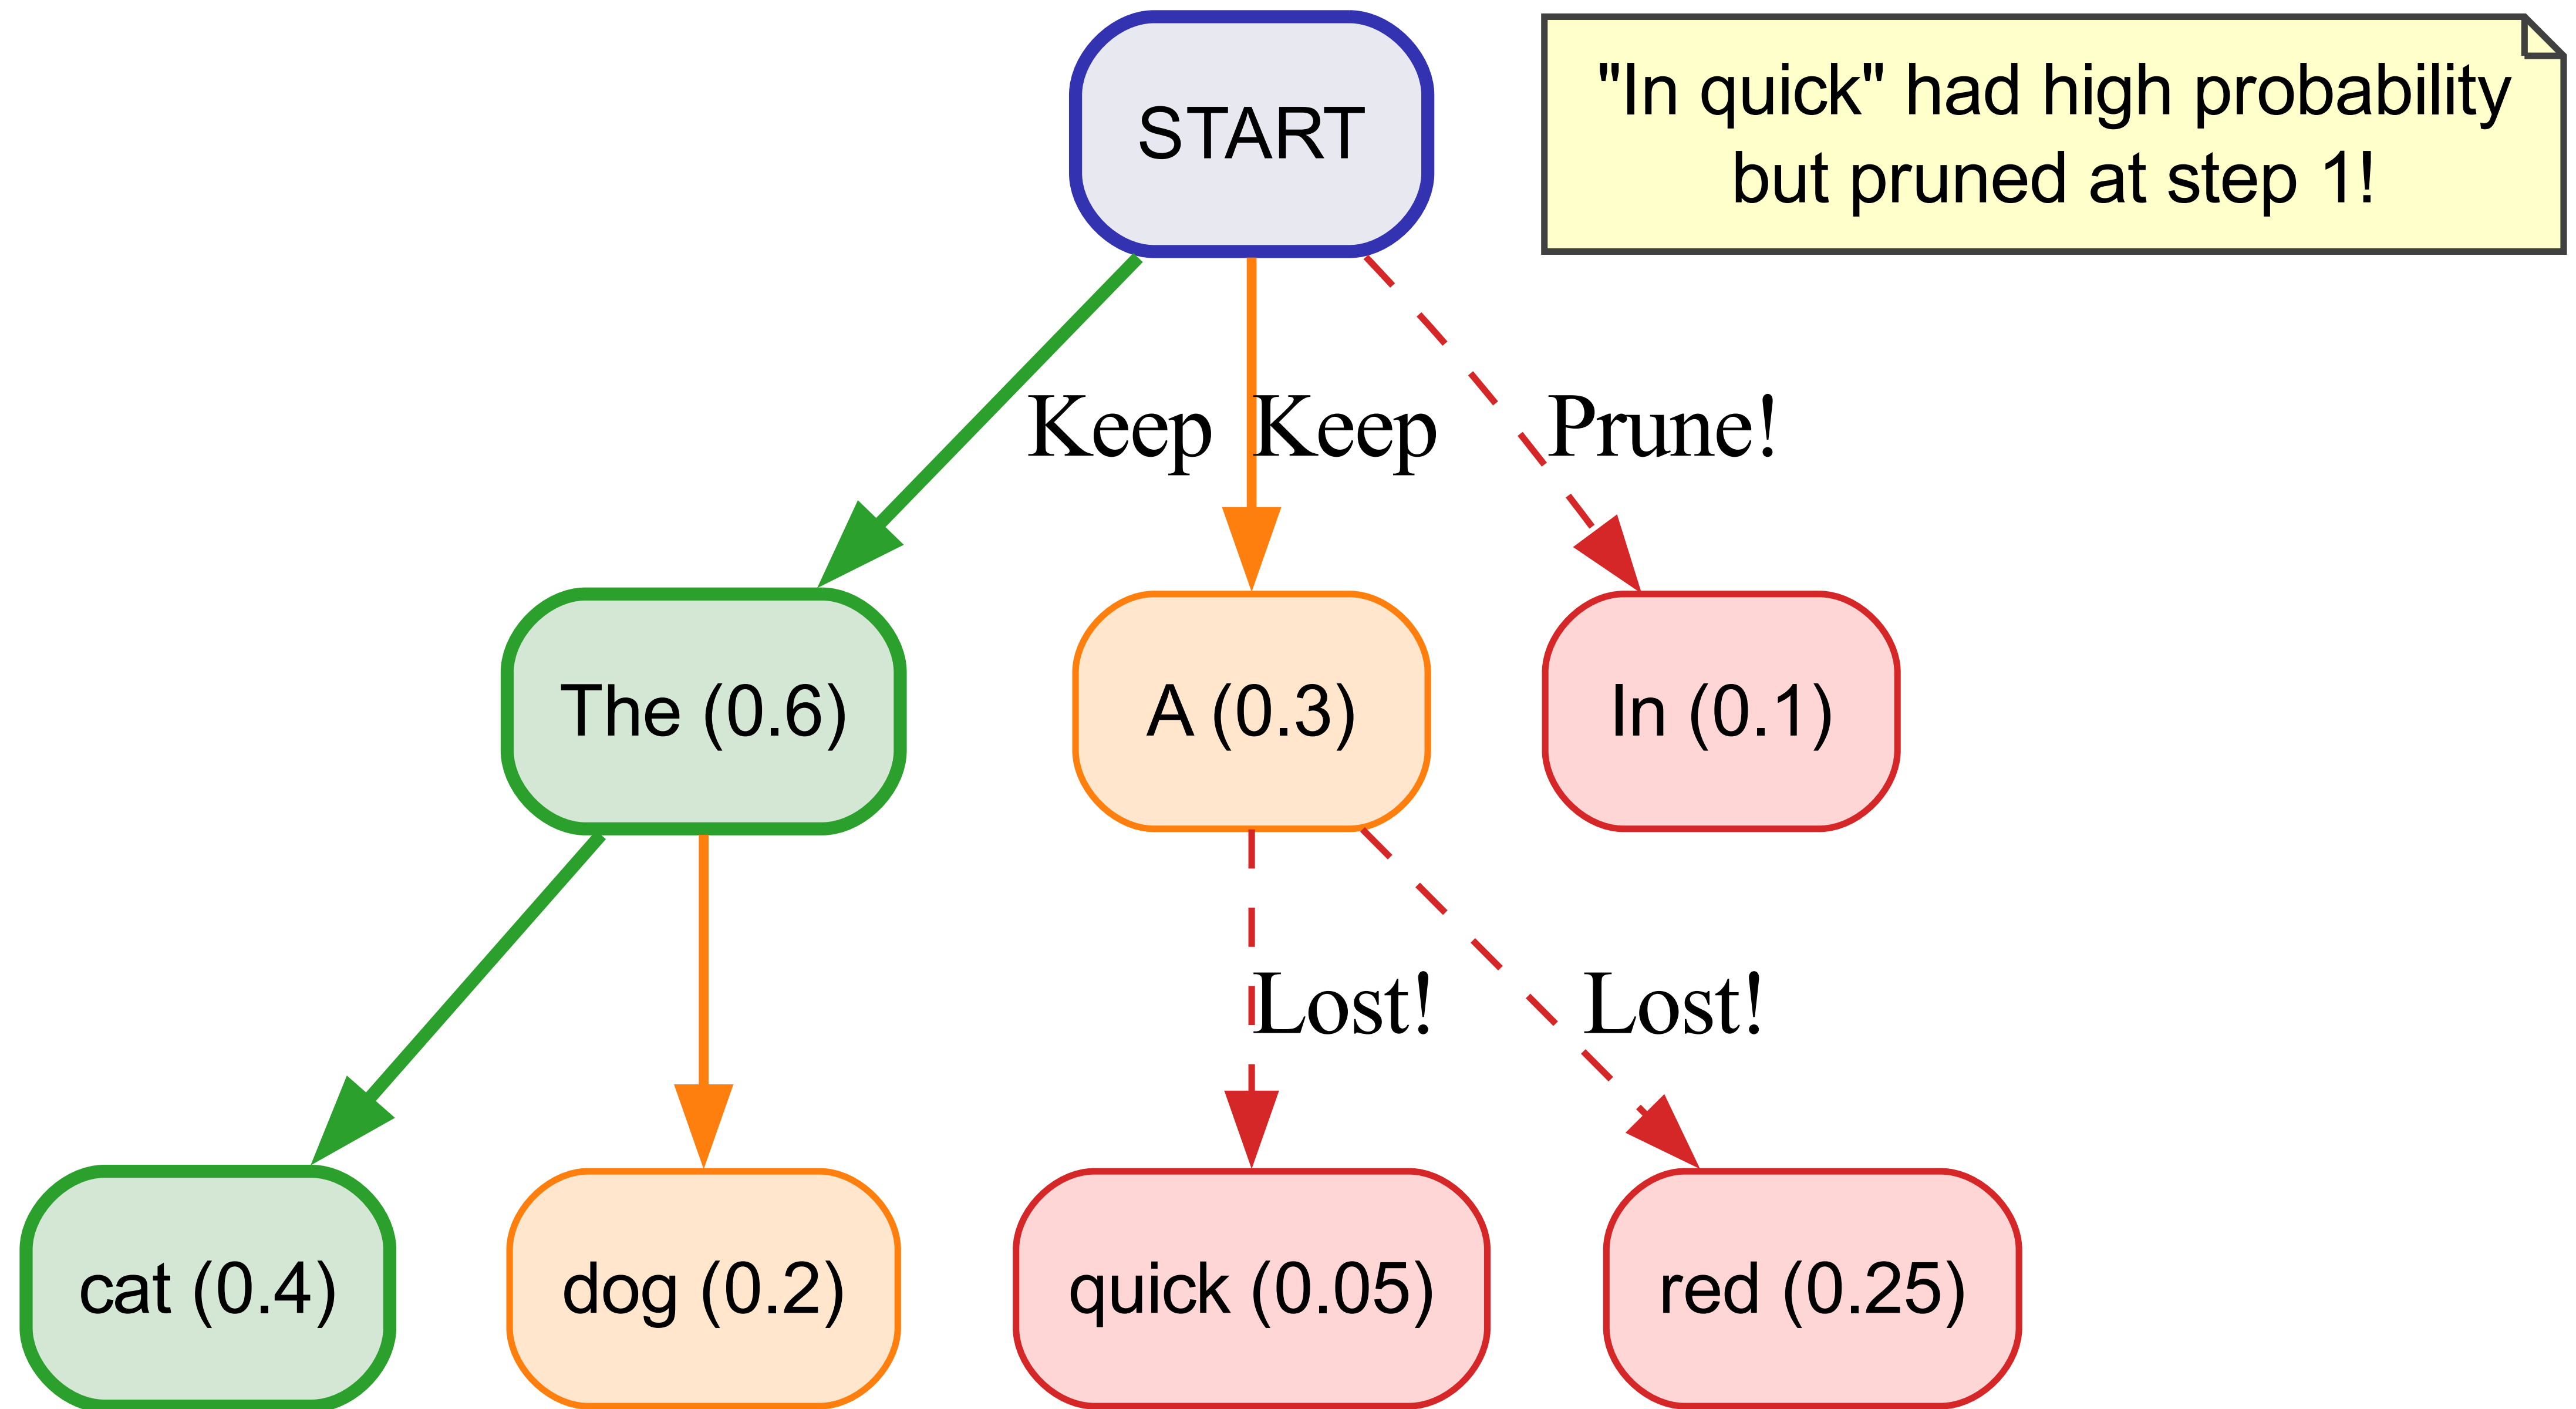 START
"In quick" had high probability
but pruned at step 1!
Keep
Keep
Prune!
The (0.6)
A (0.3)
In (0.1)
Lost!
Lost!
cat (0.4)
dog (0.2)
quick (0.05)
red (0.25)